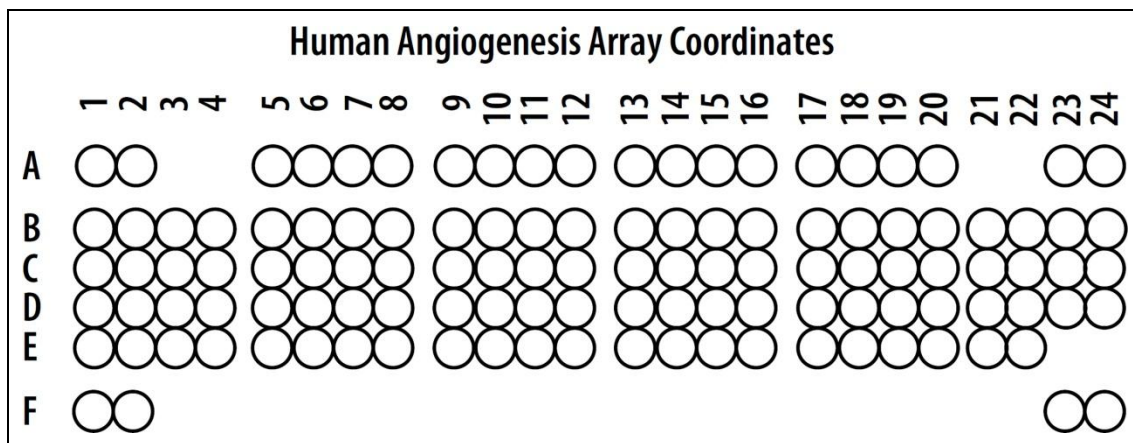 Human Angiogenesis Array Coordinates
1 2 3 4 5 6 7 8 9 10 11 12 13 14 15 16 17 18 19 20 21 22 23 24
A
B
C
D
E
F